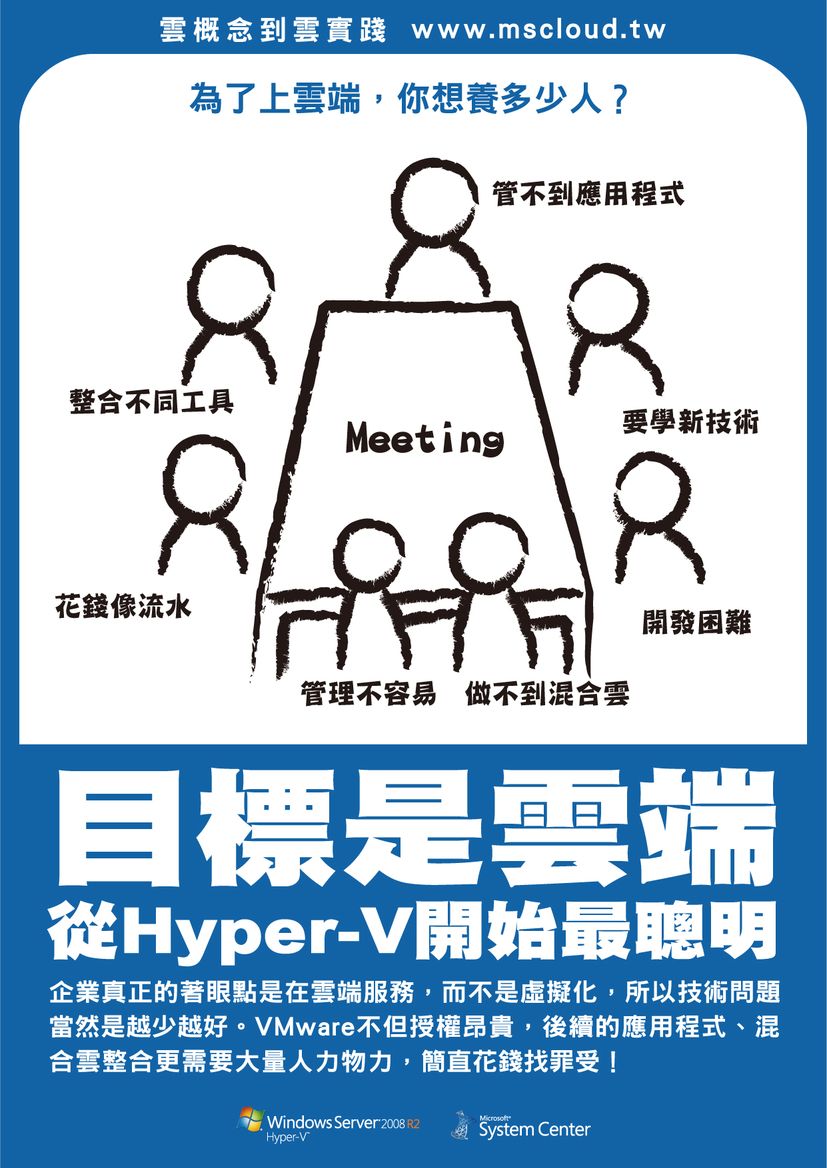 雲概念到雲實踐 www.mscloud.tw
為了上雲端，你想養多少人？
管不到應用程式
整合不同工具
要學新技術
Meeting
花錢像流水
開發困難
管理不容易 做不到混合雲
目標是雲端
從Hyper-V開始最聰明
企業真正的著眼點是在雲端服務，而不是虛擬化，所以技術問題
當然是越少越好。VMware不但授權昂貴，後續的應用程式、混
合雲整合更需要大量人力物力，簡直花錢找罪受！
Windows Server 2008 R2
Hyper-V™
Microsoft®
System Center